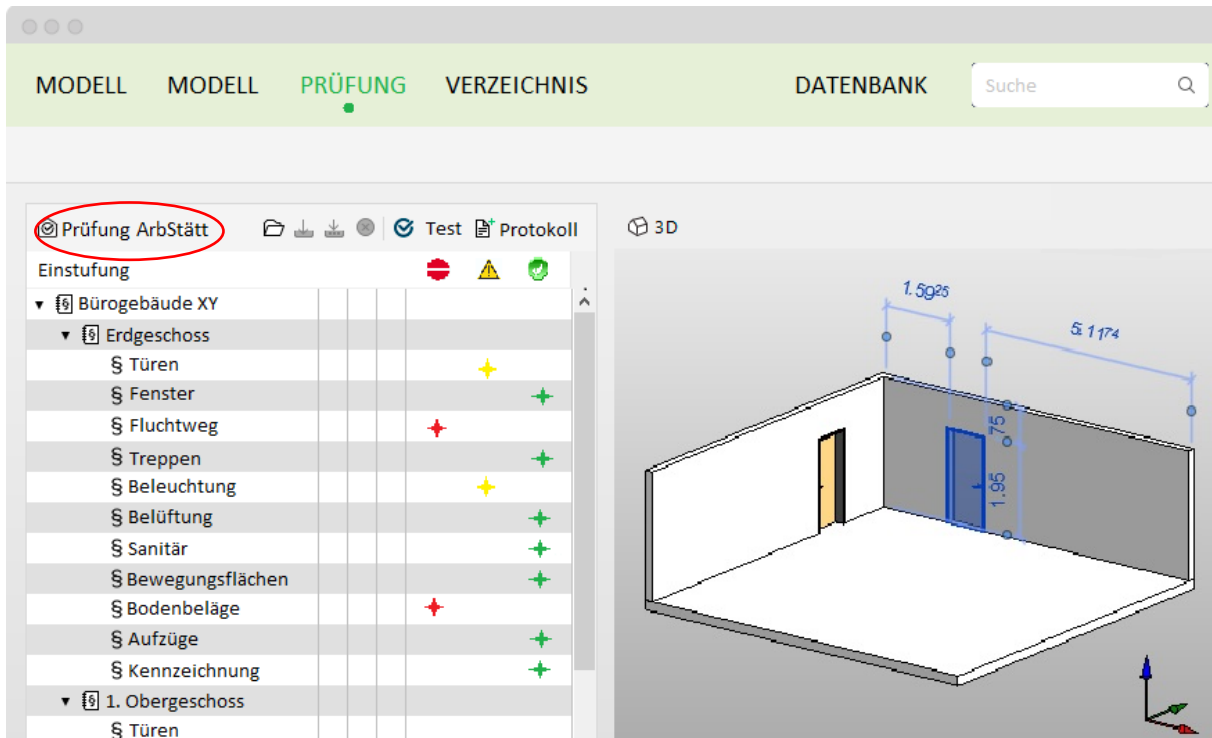 MODELL MODELL PRÜFUNG VERZEICHNIS DATENBANK Suche
Prüfung ArbStätt Test Protokoll
3D
Einstufung
§ Bürogebäude XY
§ Erdgeschoss
§ Türen
§ Fenster
§ Fluchtweg
§ Treppen
§ Beleuchtung
§ Belüftung
§ Sanitär
§ Bewegungsflächen
§ Bodenbeläge
§ Aufzüge
§ Kennzeichnung
§ 1. Obergeschoss
§ Türen
1.5925
5.1174
75
1.95